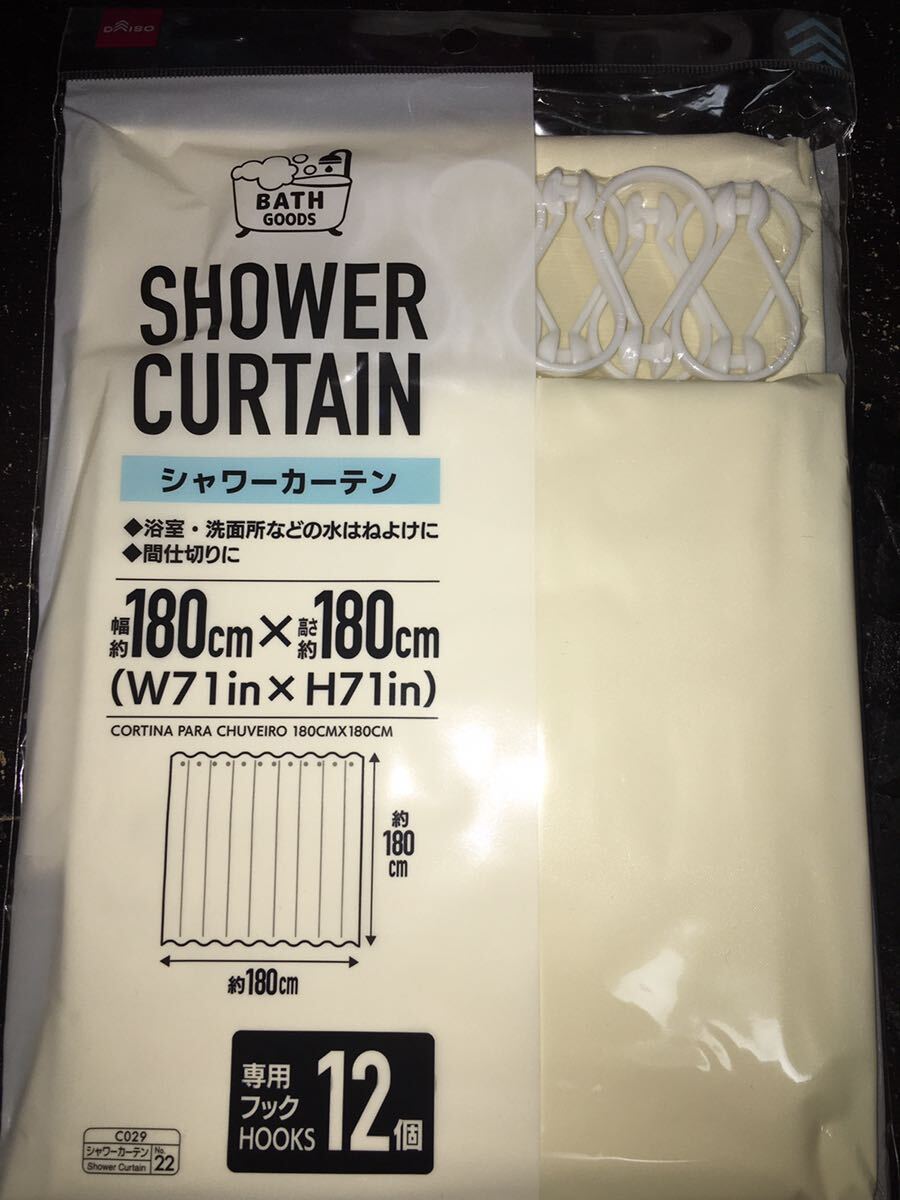 DAISO
BATH
GOODS
SHOWER
CURTAIN
シャワーカーテン
◆浴室・洗面所などの水はねよけに
◆間仕切りに
幅約180cm×高さ約180cm
(W71in×H71in)
CORTINA PARA CHUVEIRO 180CMX180CM
約
180
cm
約180cm
専用
フック
HOOKS
12個
C029
シャワーカーテン
Shower Curtain
No.
22